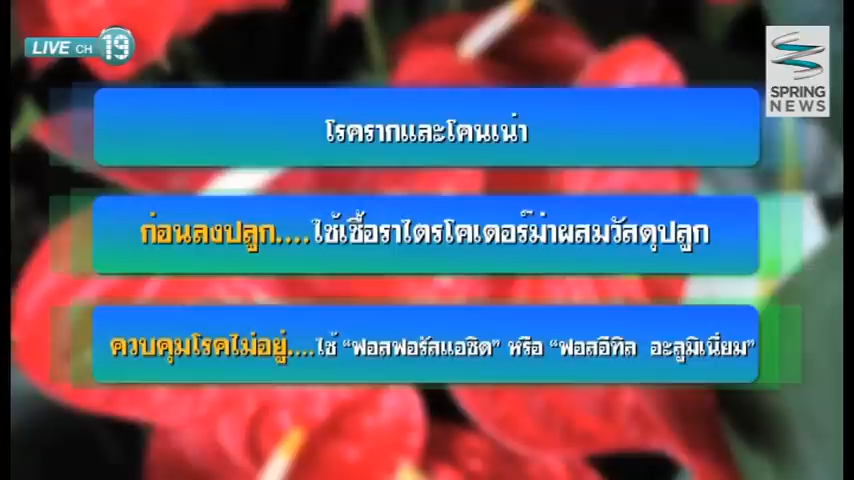 LIVE CH 19
SPRING
NEWS
โรครากและโคนเน่า
ก่อนลงปลูก....ใช้เชื้อราไตรโคเดอร์ม่าผสมวัสดุปลูก
ควบคุมโรคไม่อยู่....ใช้ “ฟอสฟอรัสแอซิด” หรือ “ฟอสอีทิล อะลูมิเนี่ยม”